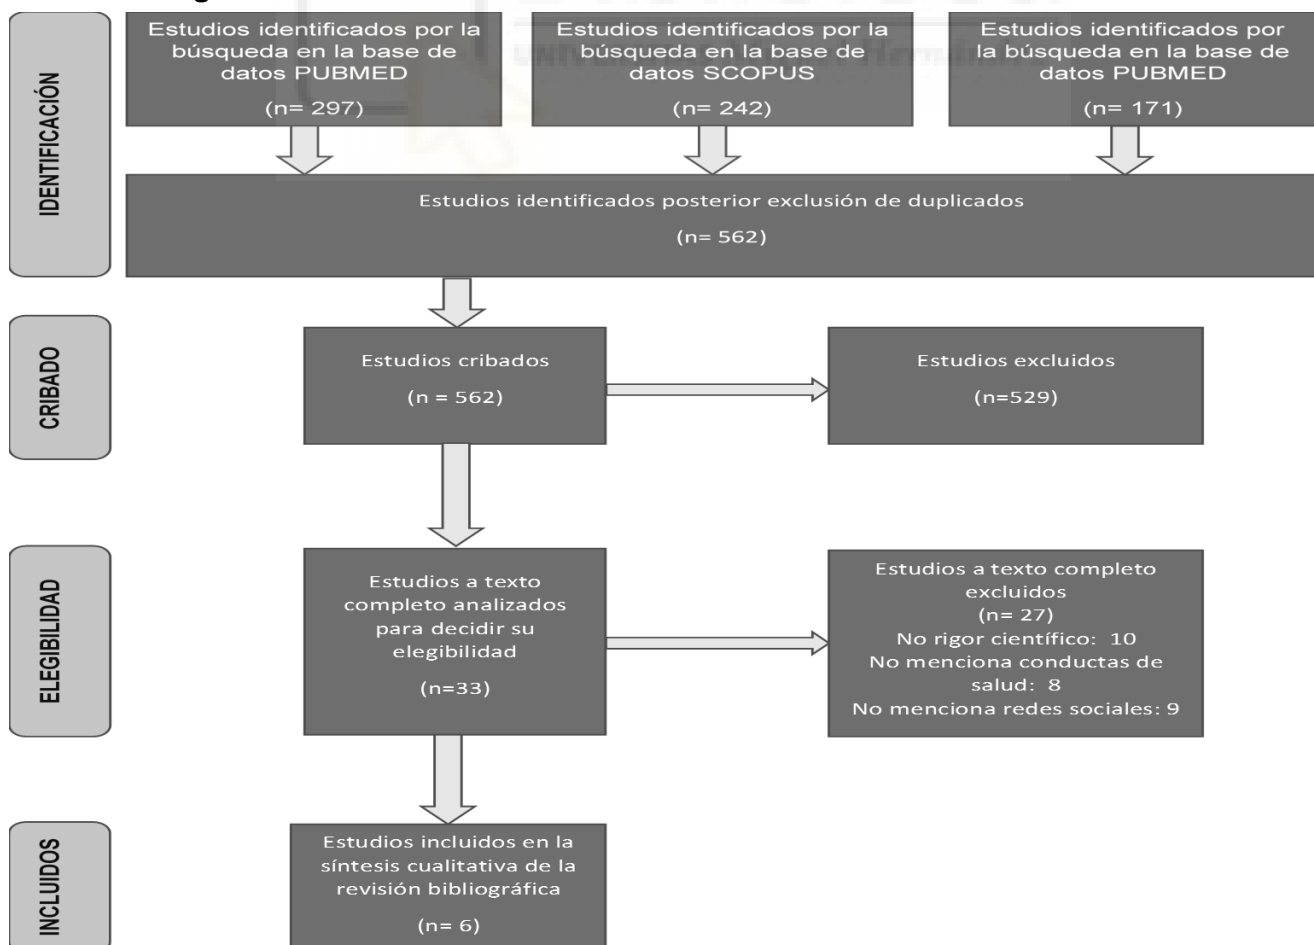 IDENTIFICACIÓN
Estudios identificados por la
búsqueda en la base de
datos PUBMED
(n= 297)
Estudios identificados por la
búsqueda en la base de
datos SCOPUS
(n= 242)
Estudios identificados por
la búsqueda en la base de
datos PUBMED
(n= 171)
Estudios identificados posterior exclusión de duplicados
(n= 562)
CRIBADO
Estudios cribados
(n = 562)
Estudios excluidos
(n=529)
ELEGIBILIDAD
Estudios a texto
completo analizados
para decidir su
elegibilidad
(n=33)
Estudios a texto completo
excluidos
(n= 27)
No rigor científico: 10
No menciona conductas de
salud: 8
No menciona redes sociales: 9
INCLUIDOS
Estudios incluidos en la
síntesis cualitativa de la
revisión bibliográfica
(n= 6)